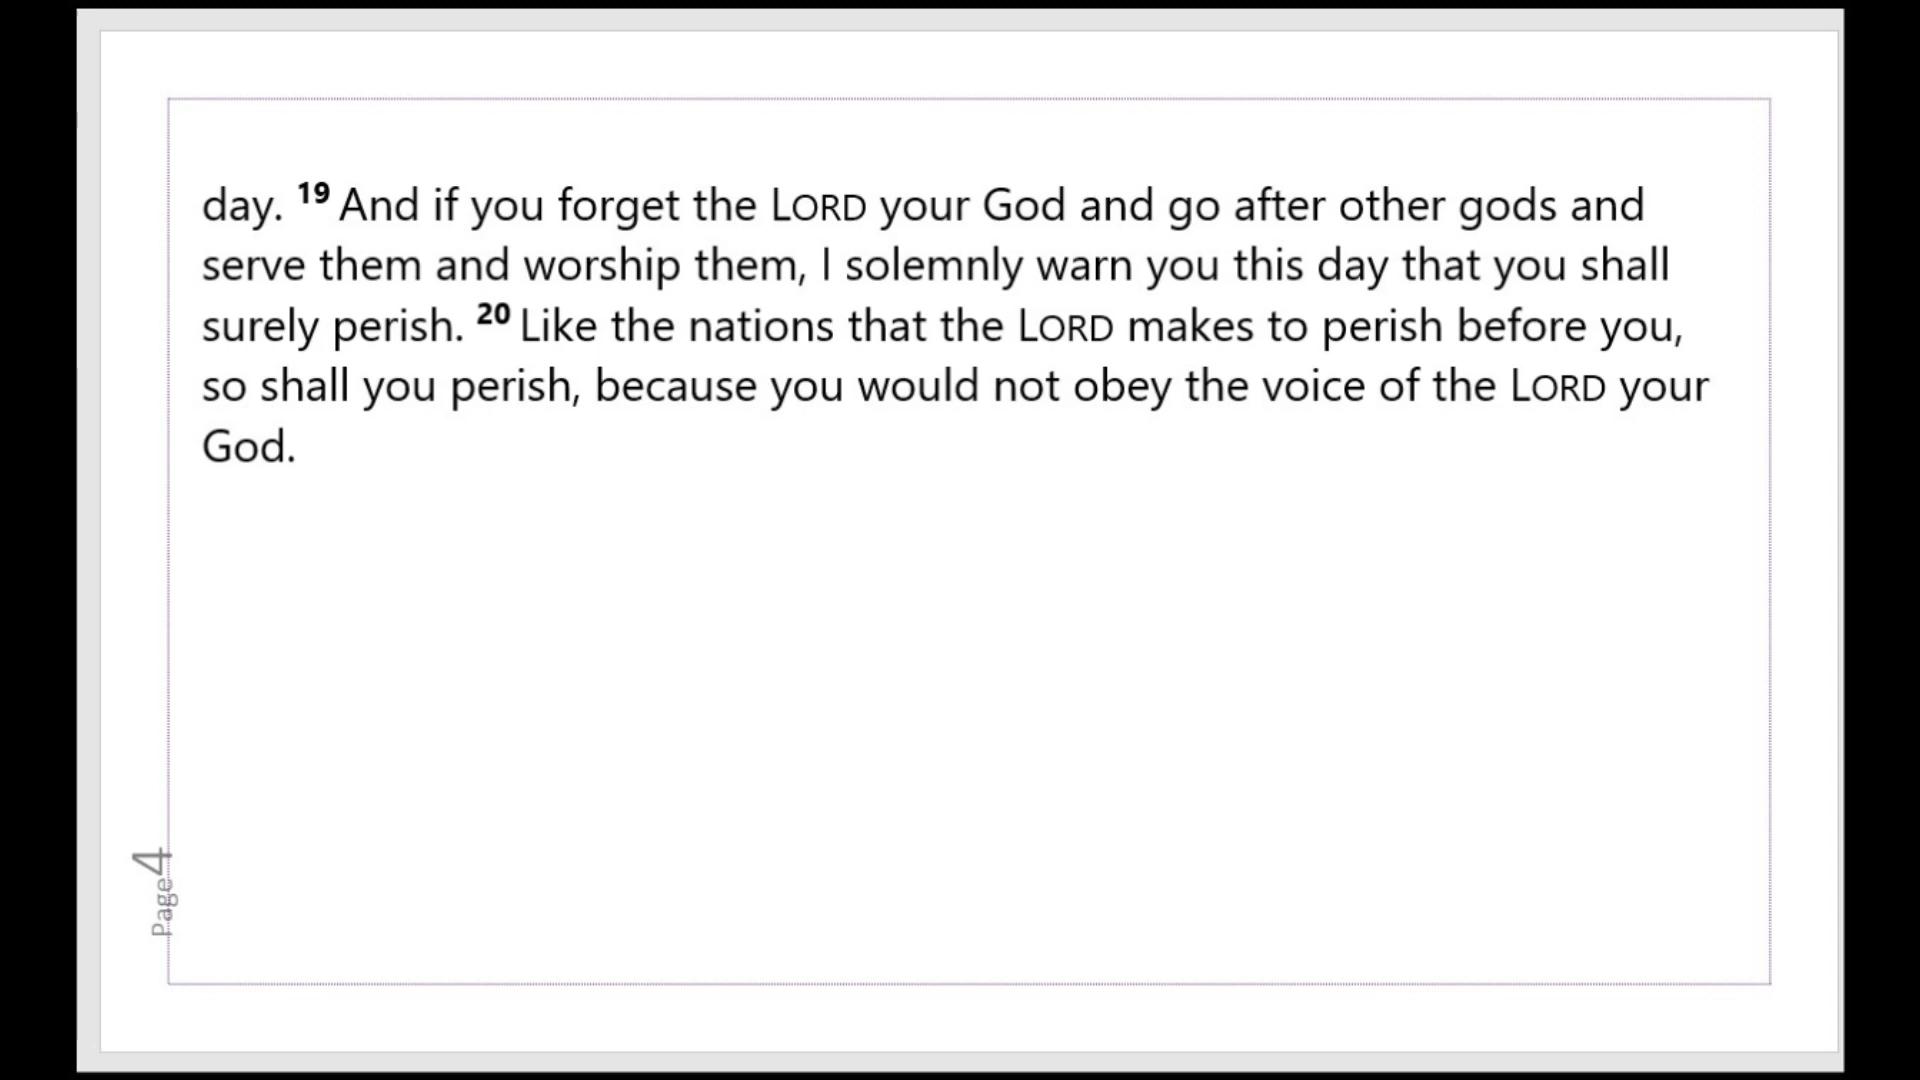 day. 19 And if you forget the LORD your God and go after other gods and
serve them and worship them, I solemnly warn you this day that you shall
surely perish. 20 Like the nations that the LORD makes to perish before you,
so shall you perish, because you would not obey the voice of the LORD your
God.
Page4